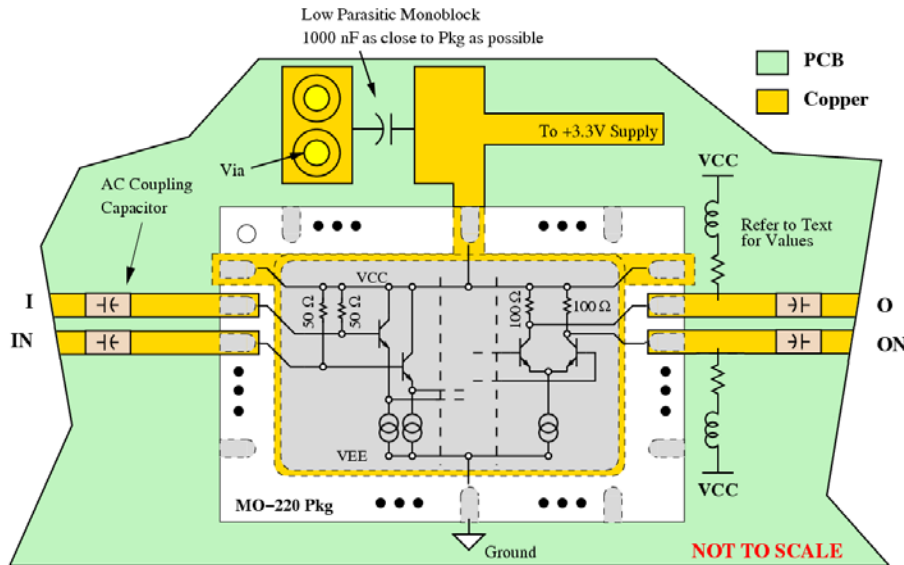 Low Parasitic Monoblock
1000 nF as close to Pkg as possible
PCB
Copper
To +3.3V Supply
Via
VCC
AC Coupling
Capacitor
Refer to Text
for Values
VCC
I
50 Ω
50 Ω
100 Ω
100 Ω
O
IN
ON
VEE
VCC
MO−220 Pkg
Ground
NOT TO SCALE